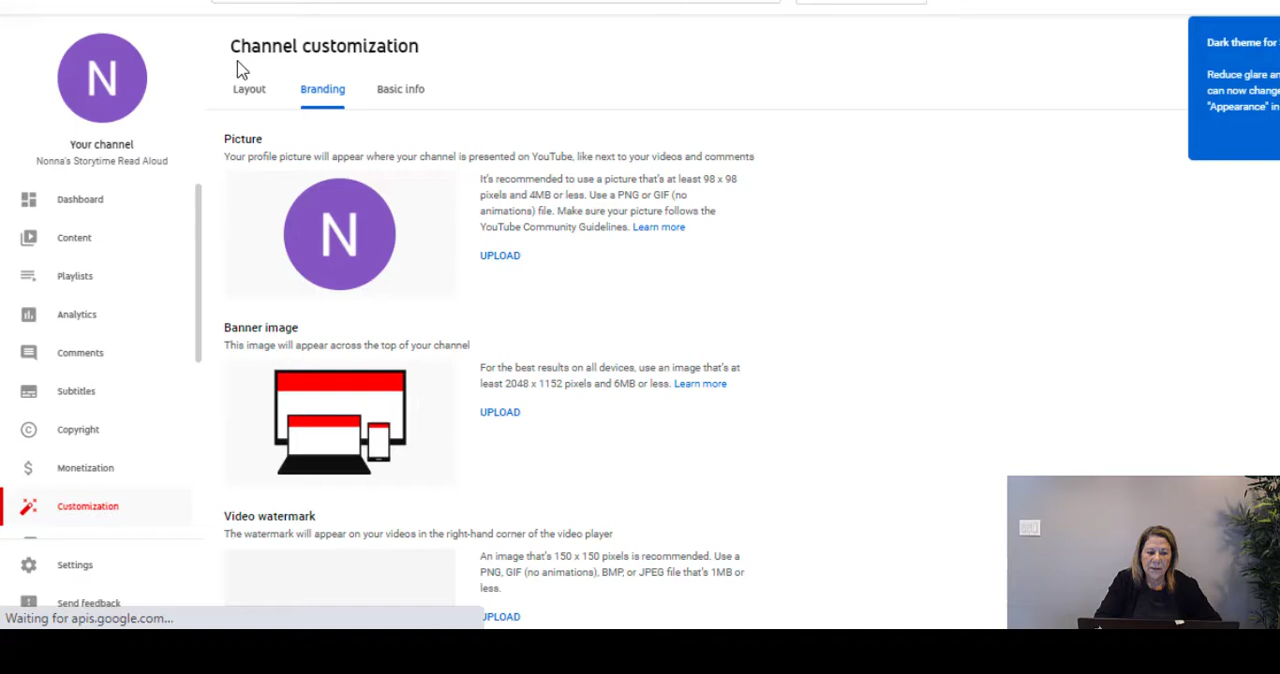 Channel customization
Layout
Branding
Basic info
Dark theme for
Reduce glare an
can now change
"Appearance" in
N
Your channel
Nonna's Storytime Read Aloud
Dashboard
Content
Playlists
Analytics
Comments
Subtitles
Copyright
Monetization
Customization
Settings
Send feedback
Picture
Your profile picture will appear where your channel is presented on YouTube, like next to your videos and comments
N
It's recommended to use a picture that's at least 98 x 98
pixels and 4MB or less. Use a PNG or GIF (no
animations) file. Make sure your picture follows the
YouTube Community Guidelines. Learn more
UPLOAD
Banner image
This image will appear across the top of your channel
For the best results on all devices, use an image that's at
least 2048 x 1152 pixels and 6MB or less. Learn more
UPLOAD
Video watermark
The watermark will appear on your videos in the right-hand corner of the video player
An image that's 150 x 150 pixels is recommended. Use a
PNG, GIF (no animations), BMP, or JPEG file that's 1MB or
less.
UPLOAD
Waiting for apis.google.com...